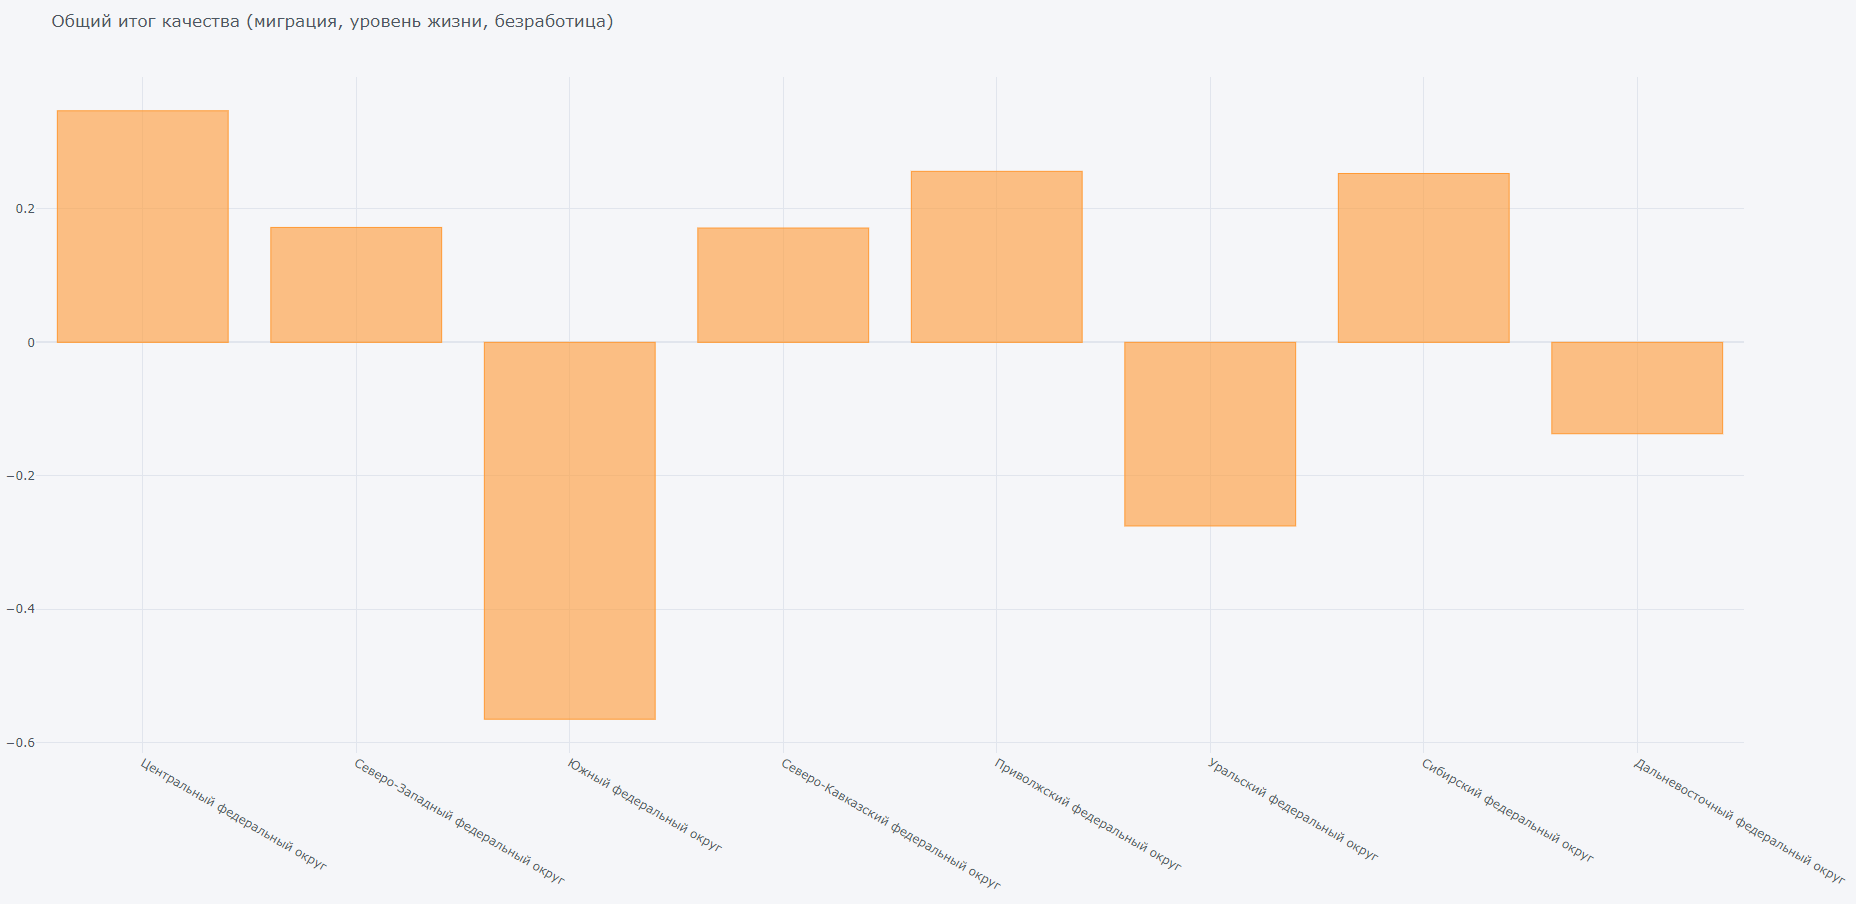 Общий итог качества (миграция, уровень жизни, безработица)
0.2
0
−0.2
−0.4
−0.6
Центральный федеральный округ
Северо-Западный федеральный округ
Южный федеральный округ
Северо-Кавказский федеральный округ
Приволжский федеральный округ
Уральский федеральный округ
Сибирский федеральный округ
Дальневосточный федеральный округ